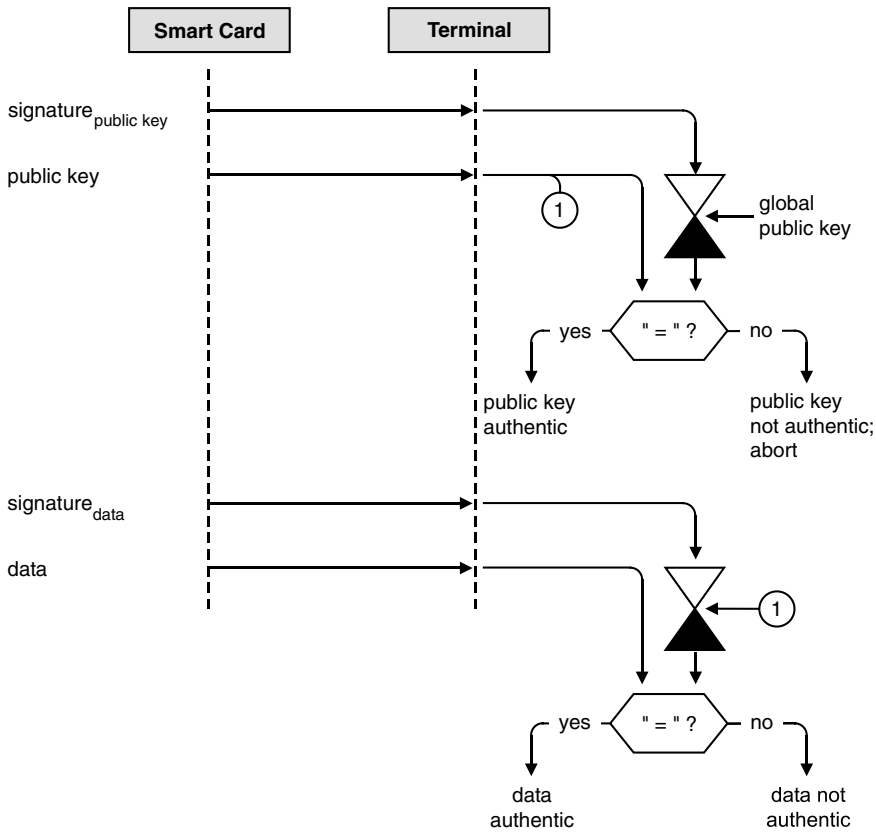 Smart Card
Terminal
signature public key
public key
1
global
public key
" = " ?
yes
no
public key
authentic
public key
not authentic;
abort
signature data
data
1
" = " ?
yes
no
data
authentic
data not
authentic